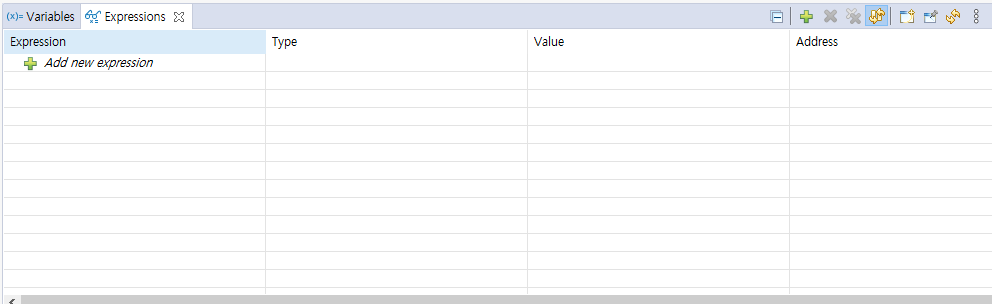 (x)= Variables Expressions
Expression Type Value Address
Add new expression